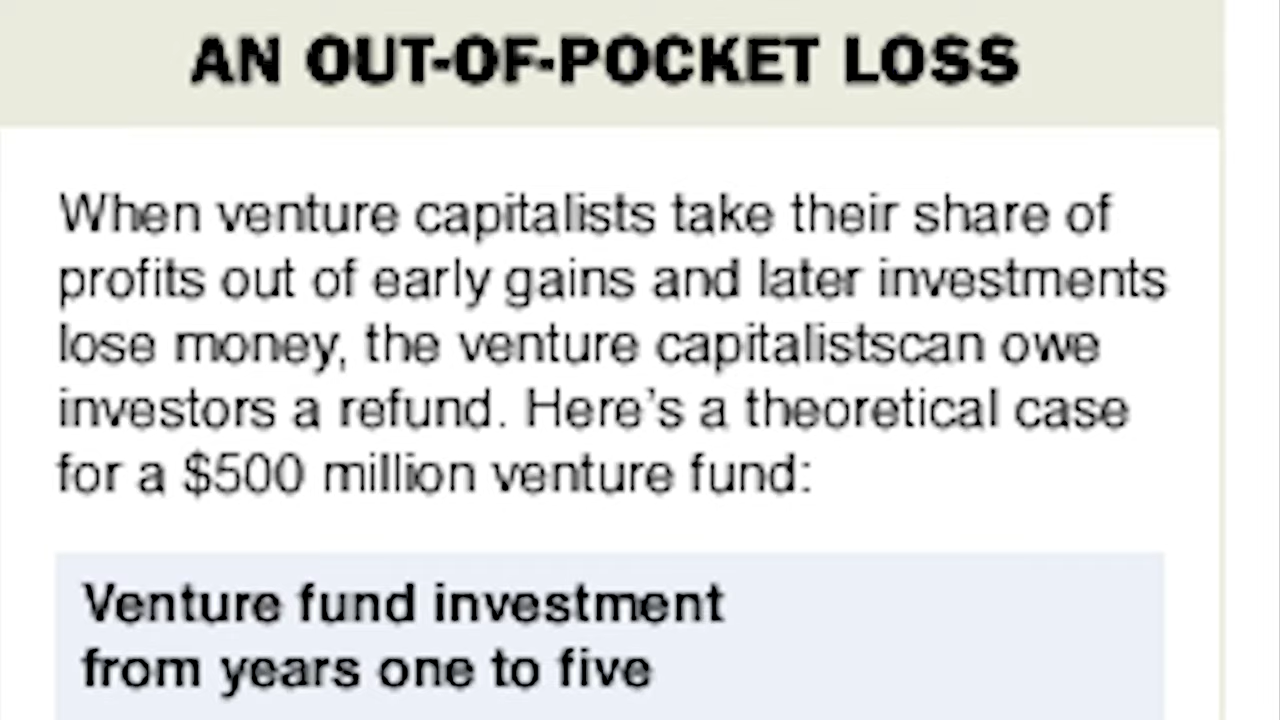 AN OUT-OF-POCKET LOSS
When venture capitalists take their share of
profits out of early gains and later investments
lose money, the venture capitalistscan owe
investors a refund. Here’s a theoretical case
for a $500 million venture fund:
Venture fund investment
from years one to five